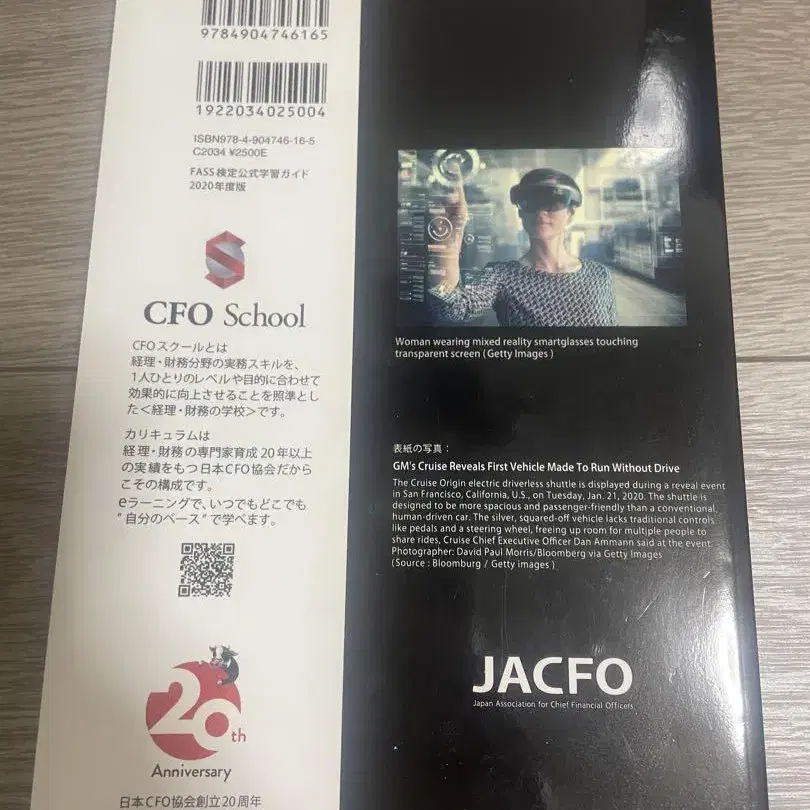 9784904746165
1922034025004
ISBN978-4-904746-16-5
C2034 ¥2500E
FASS検定公式学習ガイド
2020年度版
CFO School
CFOスクールとは
経理・財務分野の実務スキルを、
1人ひとりのレベルや目的に合わせて
効果的に向上させることを照準とし
た<経理・財務の学校>です。
カリキュラムは
経理・財務の専門家育成20年以上
の実績をもつ日本CFO協会だから
こその構成です。
eラーニングで、いつでもどこでも
"自分のペース"で学べます。
20th
Anniversary
日本CFO協会創立20周年
Woman wearing mixed reality smartglasses touching
transparent screen (Getty Images )
表紙の写真：
GM's Cruise Reveals First Vehicle Made To Run Without Drive
The Cruise Origin electric driverless shuttle is displayed during a reveal event
in San Francisco, California, U.S., on Tuesday, Jan. 21, 2020. The shuttle is
designed to be more spacious and passenger-friendly than a conventional,
human-driven car. The silver, squared-off vehicle lacks traditional controls
like pedals and a steering wheel, freeing up room for multiple people to
share rides, Cruise Chief Executive Officer Dan Ammann said at the event.
Photographer: David Paul Morris/Bloomberg via Getty Images
(Source : Bloomburg / Getty images )
JACFO
Japan Association for Chief Financial Officers